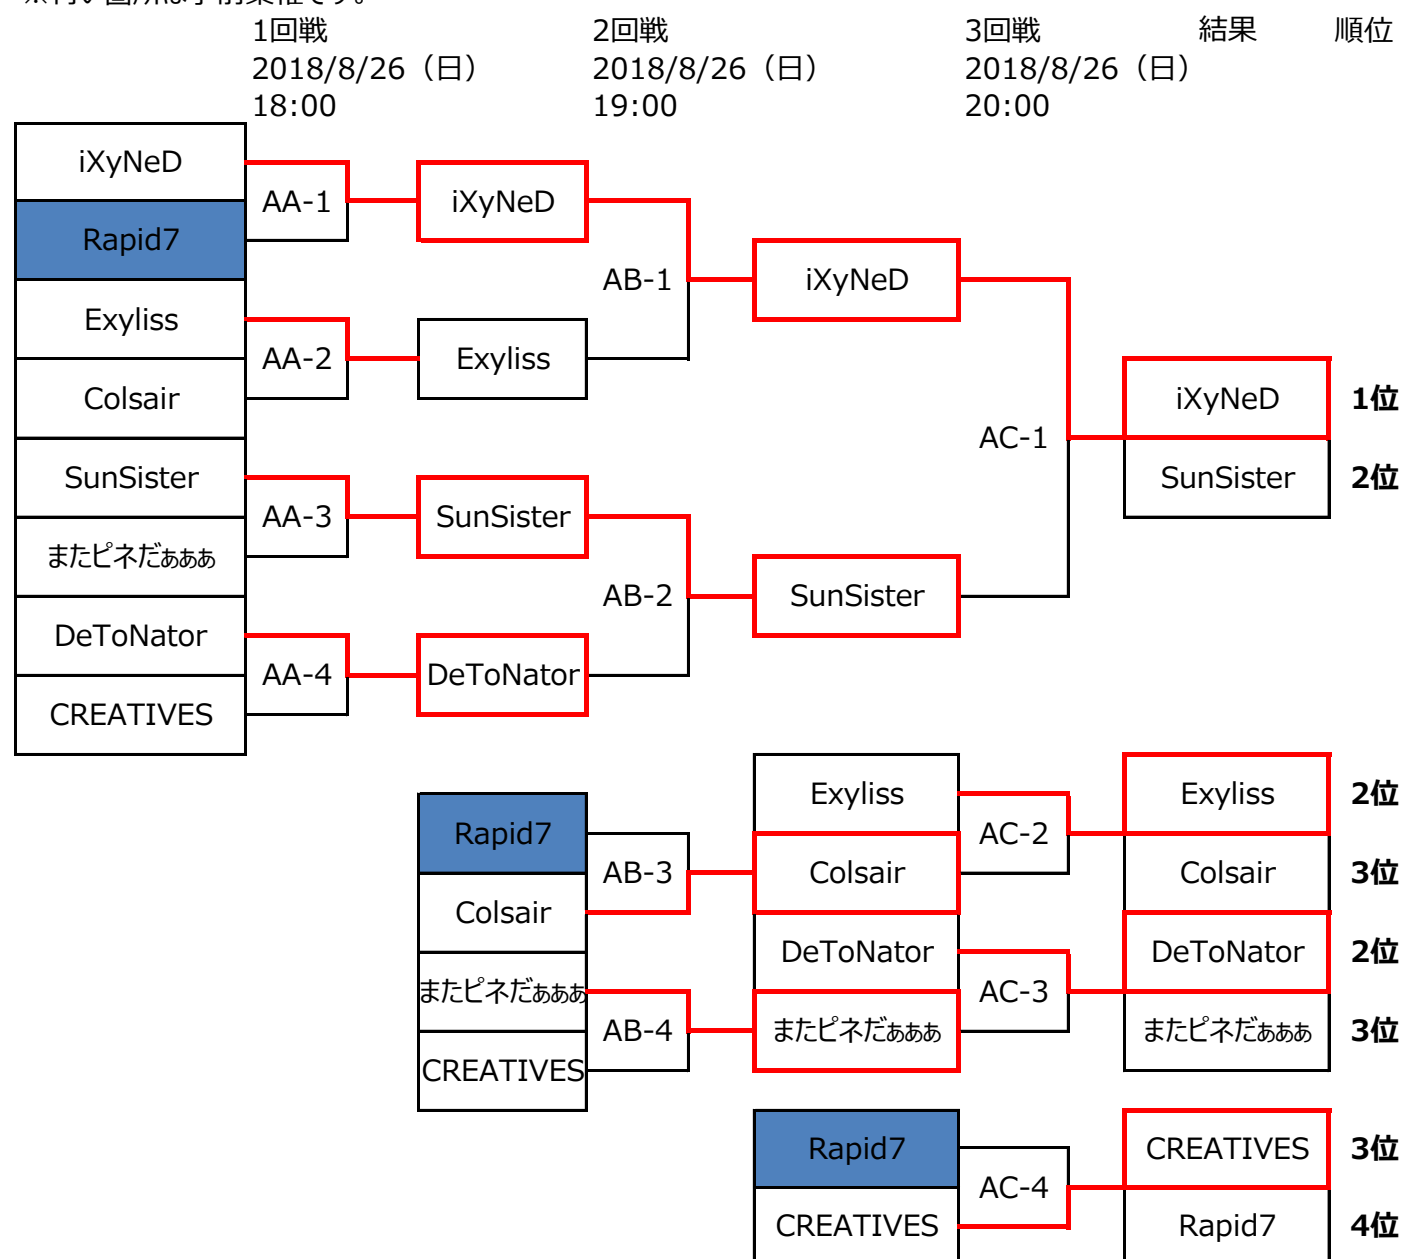 1回戦 2回戦 3回戦 結果 順位
2018/8/26（日） 2018/8/26（日） 2018/8/26（日）
18:00 19:00 20:00
iXyNeD
AA-1 iXyNeD
Rapid7
AB-1 iXyNeD
Exyliss
AA-2 Exyliss
Colsair
iXyNeD 1位
AC-1
SunSister
SunSister 2位
AA-3 SunSister
またピネだぁぁぁ
AB-2 SunSister
DeToNator
AA-4 DeToNator
CREATIVES
Exyliss Exyliss 2位
Rapid7
AC-2
AB-3 Colsair Colsair 3位
Colsair
DeToNator DeToNator 2位
またピネだぁぁぁ
AC-3
AB-4 またピネだぁぁぁ またピネだぁぁぁ 3位
CREATIVES
Rapid7 CREATIVES 3位
AC-4
CREATIVES Rapid7 4位